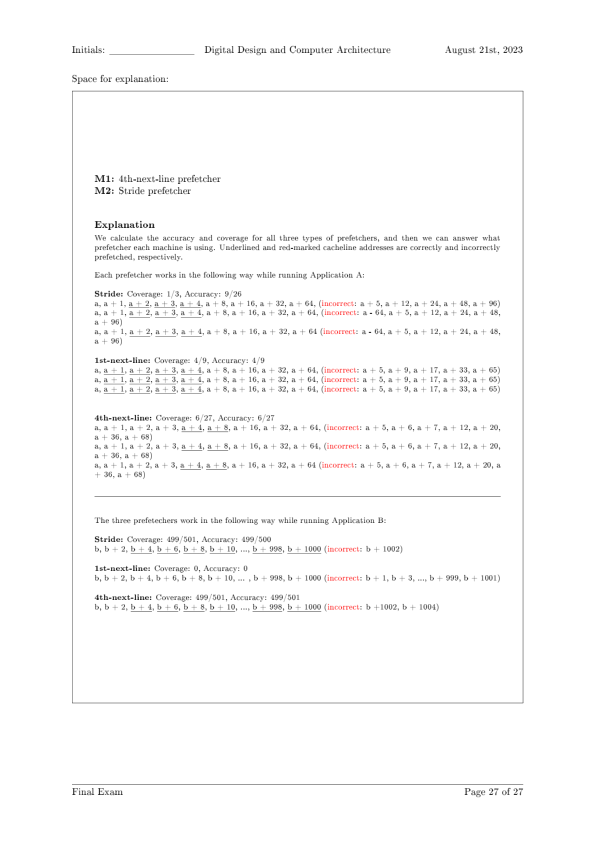 Initials: ________________ Digital Design and Computer Architecture August 21st, 2023
Space for explanation:
M1: 4th-next-line prefetcher
M2: Stride prefetcher
Explanation
We calculate the accuracy and coverage for all three types of prefetchers, and then we can answer what
prefetcher each machine is using. Underlined and red-marked cacheline addresses are correctly and incorrectly
prefetched, respectively.
Each prefetcher works in the following way while running Application A:
Stride: Coverage: 1/3, Accuracy: 9/26
a, a + 1, a + 2, a + 3, a + 4, a + 8, a + 16, a + 32, a + 64, (incorrect: a + 5, a + 12, a + 24, a + 48, a + 96)
a, a + 1, a + 2, a + 3, a + 4, a + 8, a + 16, a + 32, a + 64, (incorrect: a - 64, a + 5, a + 12, a + 24, a + 48,
a + 96)
a, a + 1, a + 2, a + 3, a + 4, a + 8, a + 16, a + 32, a + 64 (incorrect: a - 64, a + 5, a + 12, a + 24, a + 48,
a + 96)
1st-next-line: Coverage: 4/9, Accuracy: 4/9
a, a + 1, a + 2, a + 3, a + 4, a + 8, a + 16, a + 32, a + 64, (incorrect: a + 5, a + 9, a + 17, a + 33, a + 65)
a, a + 1, a + 2, a + 3, a + 4, a + 8, a + 16, a + 32, a + 64, (incorrect: a + 5, a + 9, a + 17, a + 33, a + 65)
a, a + 1, a + 2, a + 3, a + 4, a + 8, a + 16, a + 32, a + 64, (incorrect: a + 5, a + 9, a + 17, a + 33, a + 65)
4th-next-line: Coverage: 6/27, Accuracy: 6/27
a, a + 1, a + 2, a + 3, a + 4, a + 8, a + 16, a + 32, a + 64, (incorrect: a + 5, a + 6, a + 7, a + 12, a + 20,
a + 36, a + 68)
a, a + 1, a + 2, a + 3, a + 4, a + 8, a + 16, a + 32, a + 64, (incorrect: a + 5, a + 6, a + 7, a + 12, a + 20,
a + 36, a + 68)
a, a + 1, a + 2, a + 3, a + 4, a + 8, a + 16, a + 32, a + 64 (incorrect: a + 5, a + 6, a + 7, a + 12, a + 20, a
+ 36, a + 68)
The three prefetechers work in the following way while running Application B:
Stride: Coverage: 499/501, Accuracy: 499/500
b, b + 2, b + 4, b + 6, b + 8, b + 10, ..., b + 998, b + 1000 (incorrect: b + 1002)
1st-next-line: Coverage: 0, Accuracy: 0
b, b + 2, b + 4, b + 6, b + 8, b + 10, ... , b + 998, b + 1000 (incorrect: b + 1, b + 3, ..., b + 999, b + 1001)
4th-next-line: Coverage: 499/501, Accuracy: 499/501
b, b + 2, b + 4, b + 6, b + 8, b + 10, ..., b + 998, b + 1000 (incorrect: b +1002, b + 1004)
Final Exam Page 27 of 27